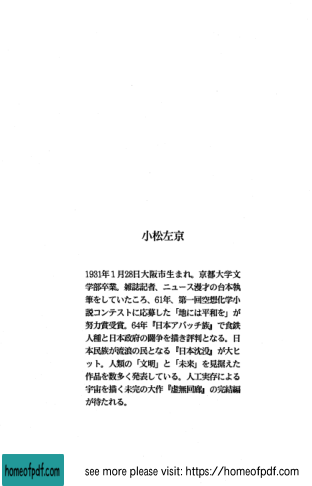 小松左京
1931年1月28日大阪市生まれ。京都大学文
学部卒業。雑誌記者、ニュース漫才の台本執
筆をしていたころ、61年、第一回空想化学小
説コンテストに応募した「地には平和を」が
努力賞受賞。64年『日本アパッチ族』で食鉄
人種と日本政府の闘争を描き評判となる。日
本民族が流浪の民となる『日本沈没』が大ヒ
ット。人類の「文明」と「未来」を見据えた
作品を数多く発表している。人工実存による
宇宙を描く未完の大作『虚無回廊』の完結編
が待たれる。
homeofpdf.com
see more please visit: https://homeofpdf.com